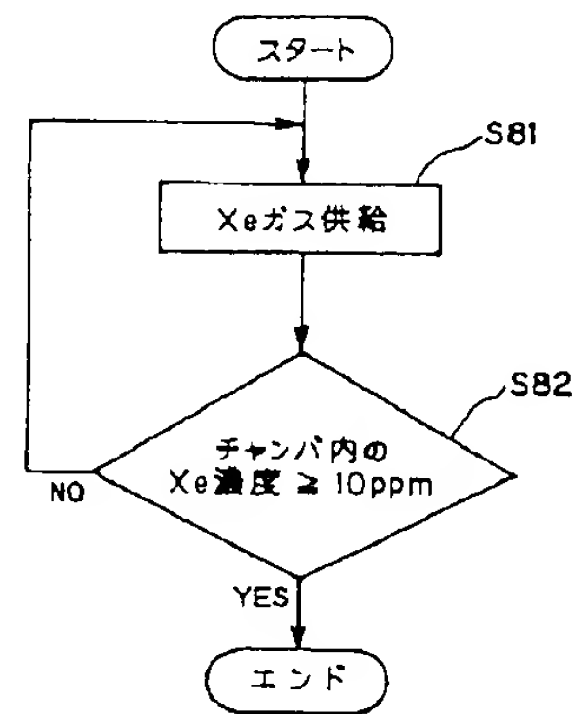 スタート
S81
Xeガス供給
S82
チャンバ内の
Xe濃度 ≧ 10ppm
NO
YES
エンド